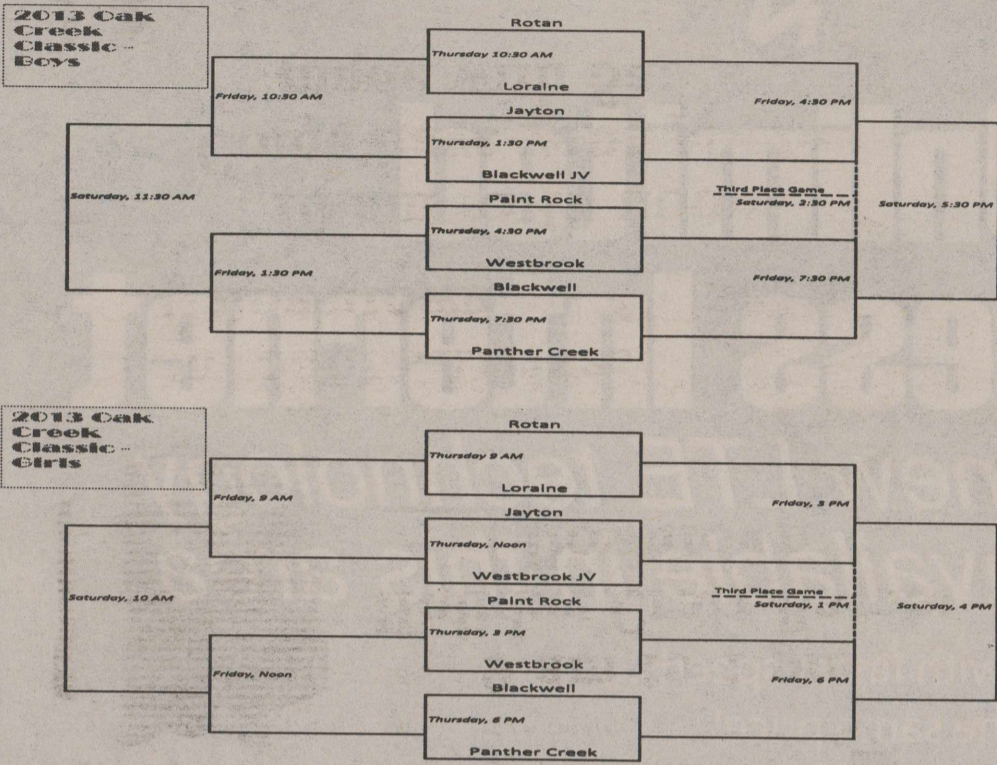 2013 Oak
Creek
Classic -
Boys
Rotan
Thursday 10:30 AM
Loraine
Friday, 10:30 AM
Friday, 4:30 PM
Jayton
Thursday, 1:30 PM
Blackwell JV
Saturday, 11:30 AM
Third Place Game
Saturday, 2:30 PM
Saturday, 5:30 PM
Paint Rock
Thursday, 4:30 PM
Westbrook
Friday, 1:30 PM
Friday, 7:30 PM
Blackwell
Thursday, 7:30 PM
Panther Creek
2013 Oak
Creek
Classic -
Girls
Rotan
Thursday 9 AM
Loraine
Friday, 9 AM
Friday, 3 PM
Jayton
Thursday, Noon
Westbrook JV
Saturday, 10 AM
Third Place Game
Saturday, 1 PM
Saturday, 4 PM
Paint Rock
Thursday, 3 PM
Westbrook
Friday, Noon
Friday, 6 PM
Blackwell
Thursday, 6 PM
Panther Creek